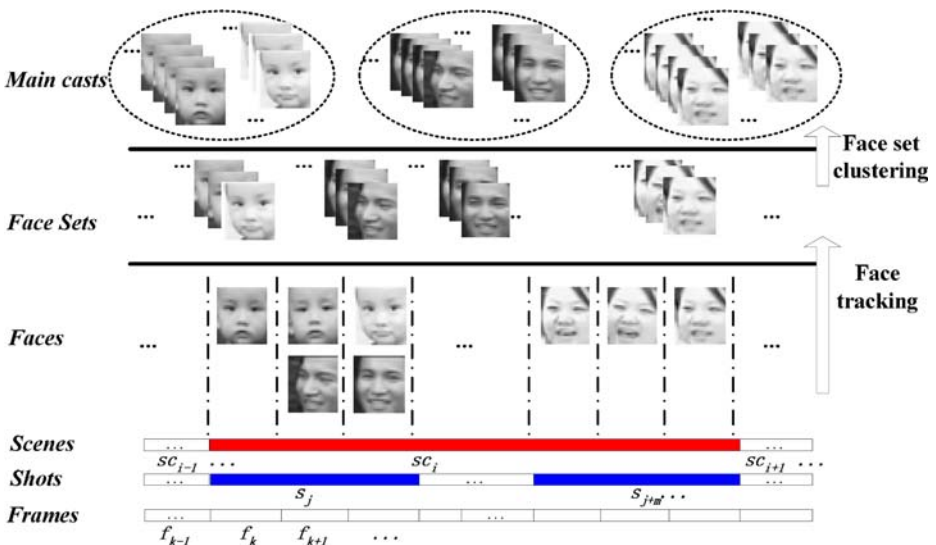 ... ... ... ...
Main casts ... ...
... ... ...
Face set
clustering
... ... ... ...
Face Sets ... .. ...
Face
tracking
Faces ... ... ...
Scenes ... ...
sc_{i-1} ... sc_i sc_{i+1} ...
Shots ... ... ...
s_j s_{j+m}...
Frames ... ...
f_{k-1} f_k f_{k+1} ...